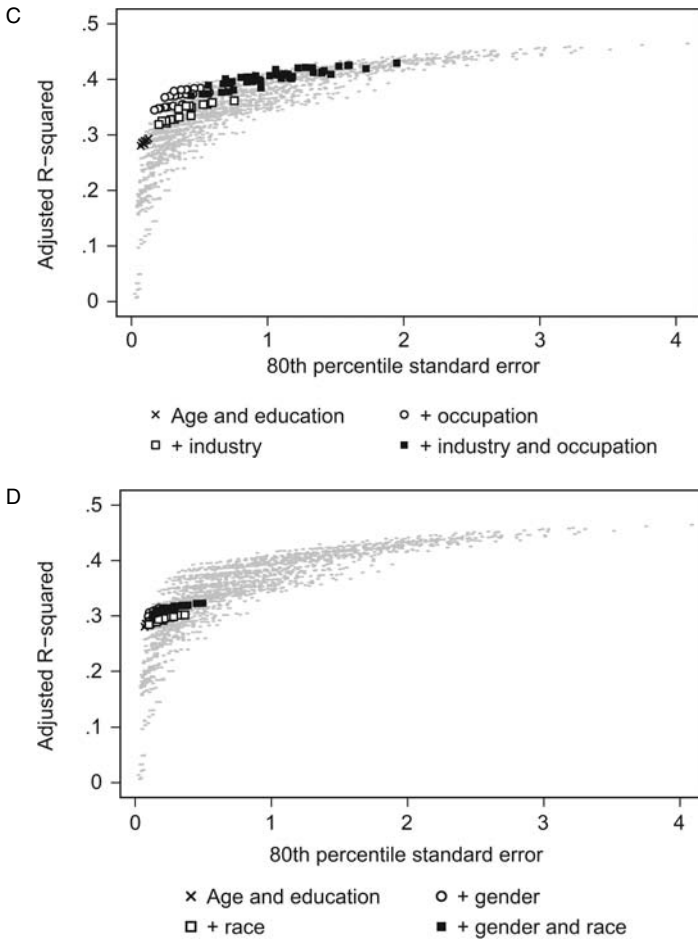 C
.5
.4
.3
.2
.1
0
Adjusted R−squared
0 1 2 3 4
80th percentile standard error
× Age and education ○ + occupation
□ + industry ■ + industry and occupation
D
.5
.4
.3
.2
.1
0
Adjusted R−squared
0 1 2 3 4
80th percentile standard error
× Age and education ○ + gender
□ + race ■ + gender and race